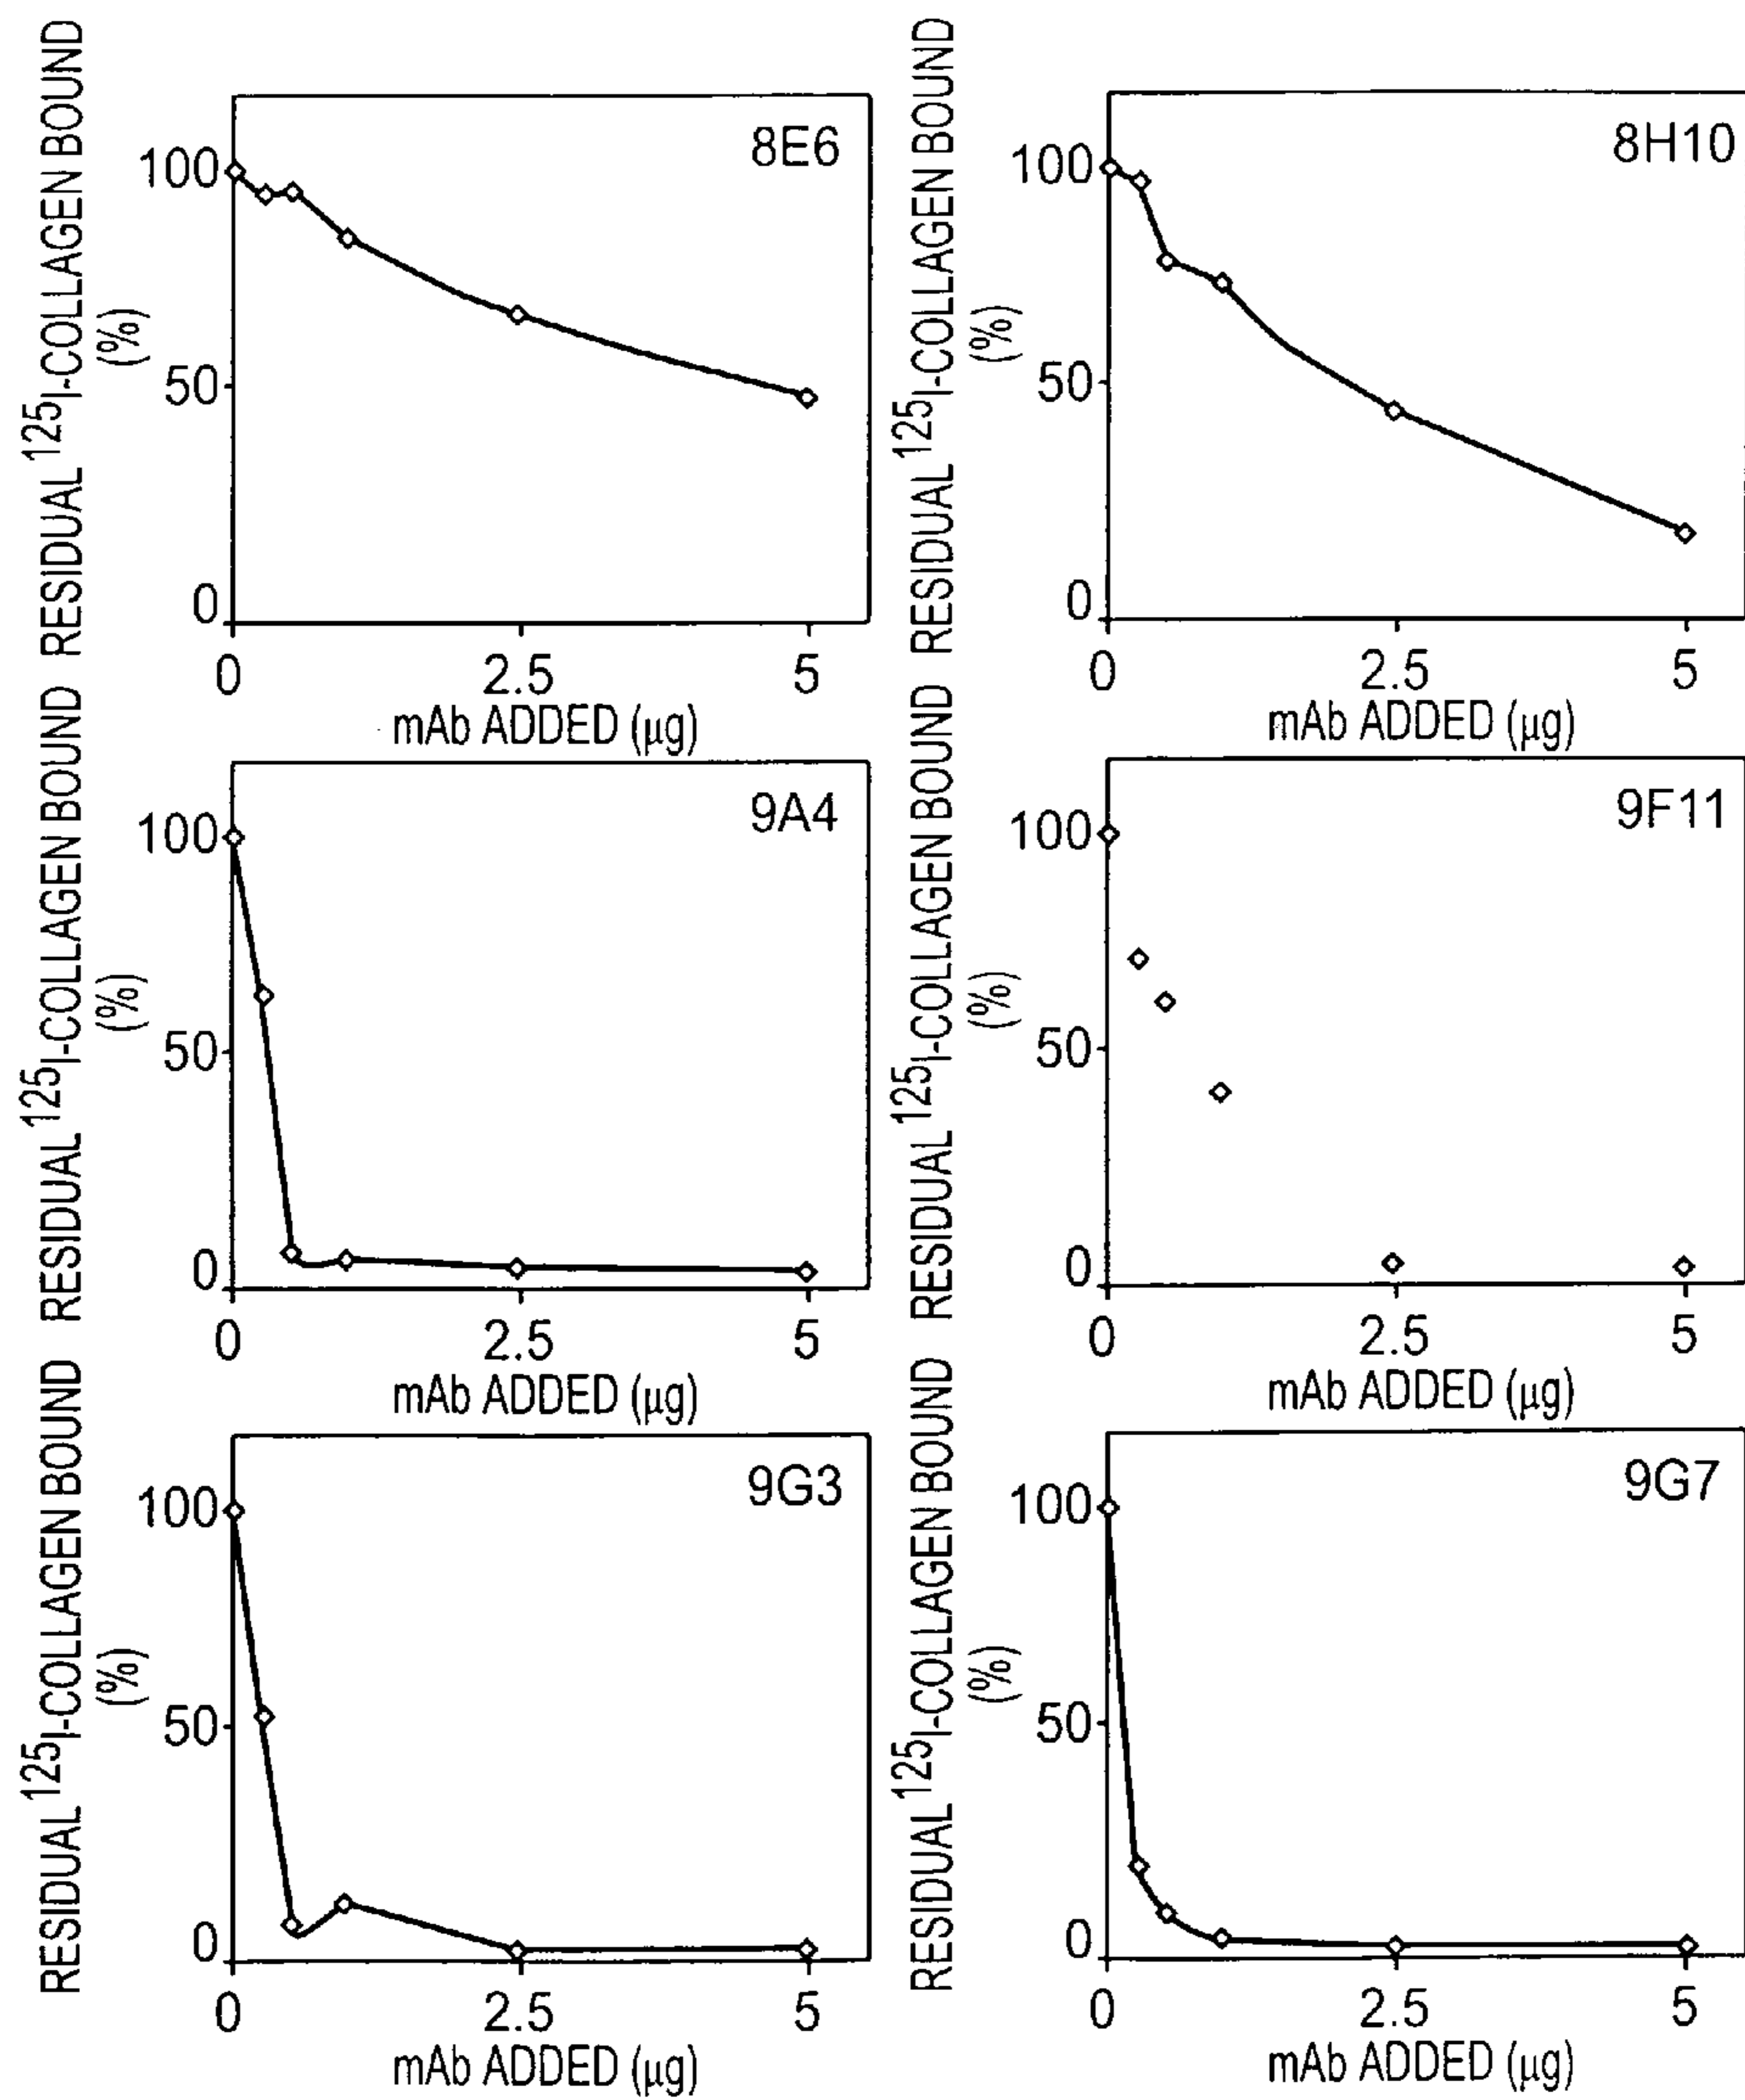 RESIDUAL 125I-COLLAGEN BOUND
(%)
8E6
100
50
0
0 2.5 5
mAb ADDED (µg)
RESIDUAL 125I-COLLAGEN BOUND
(%)
8H10
100
50
0
0 2.5 5
mAb ADDED (µg)
RESIDUAL 125I-COLLAGEN BOUND
(%)
9A4
100
50
0
0 2.5 5
mAb ADDED (µg)
RESIDUAL 125I-COLLAGEN BOUND
(%)
9F11
100
50
0
0 2.5 5
mAb ADDED (µg)
RESIDUAL 125I-COLLAGEN BOUND
(%)
9G3
100
50
0
0 2.5 5
mAb ADDED (µg)
RESIDUAL 125I-COLLAGEN BOUND
(%)
9G7
100
50
0
0 2.5 5
mAb ADDED (µg)